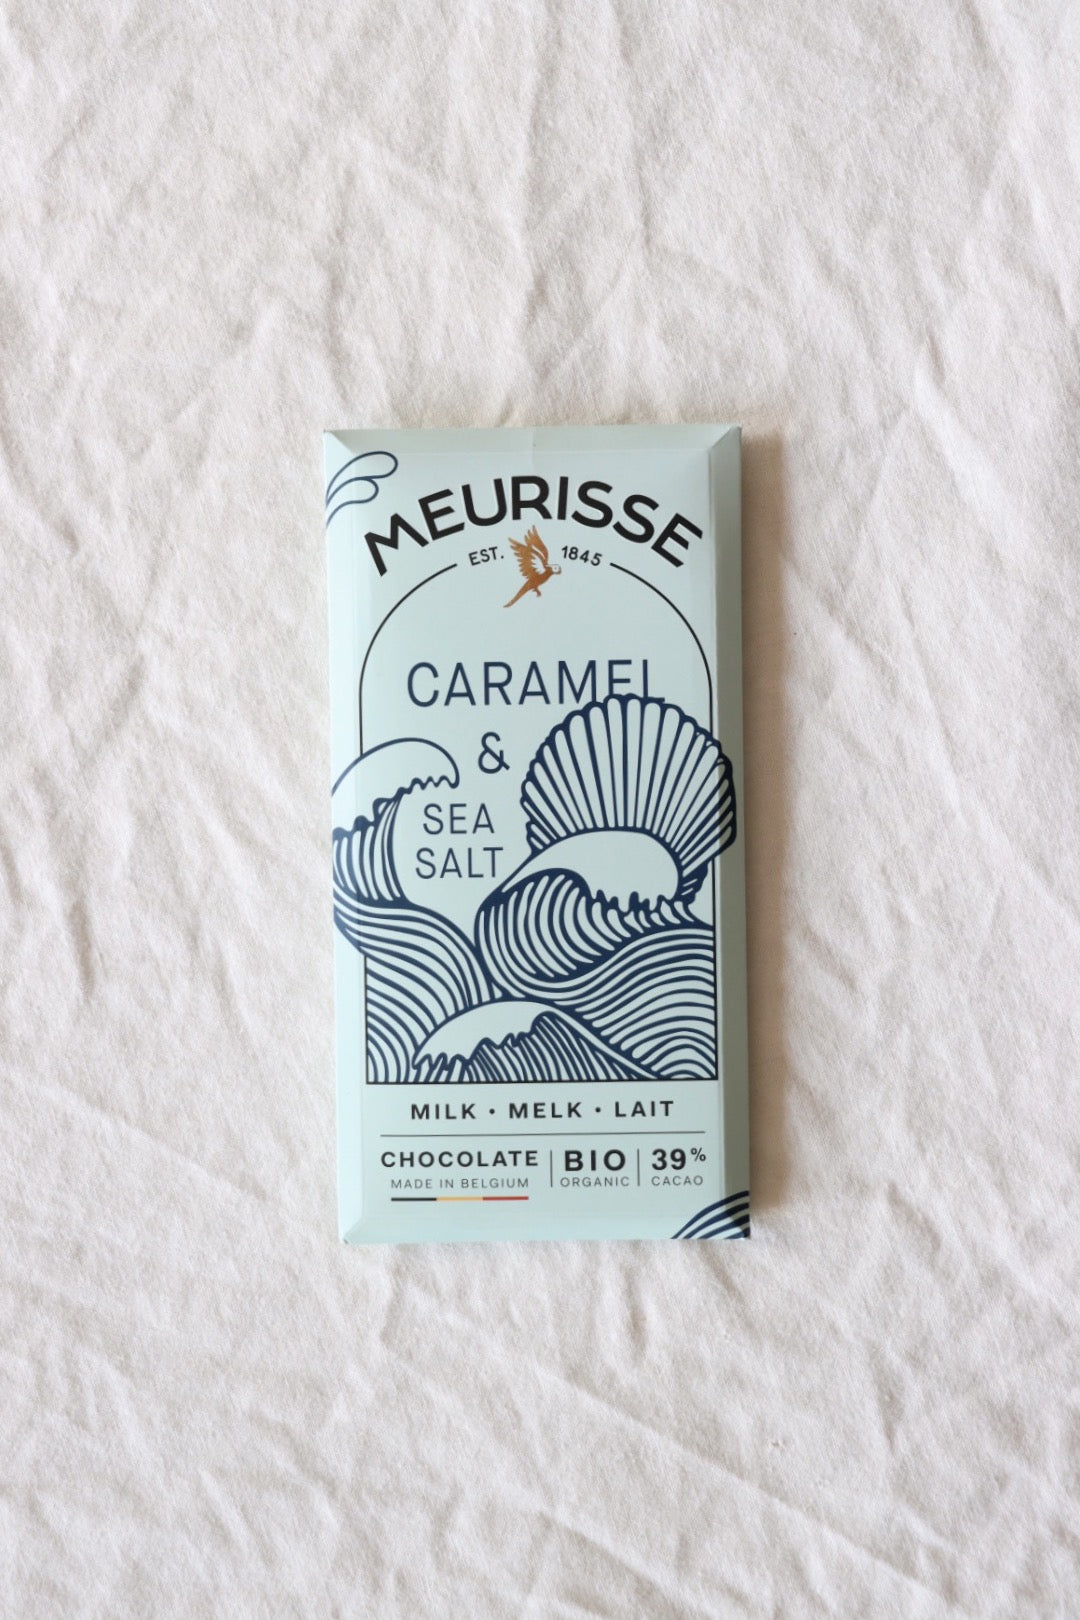 MEURISSE
EST. 1845
CARAMEL
&
SEA
SALT
MILK • MELK • LAIT
CHOCOLATE BIO 39%
MADE IN BELGIUM ORGANIC CACAO